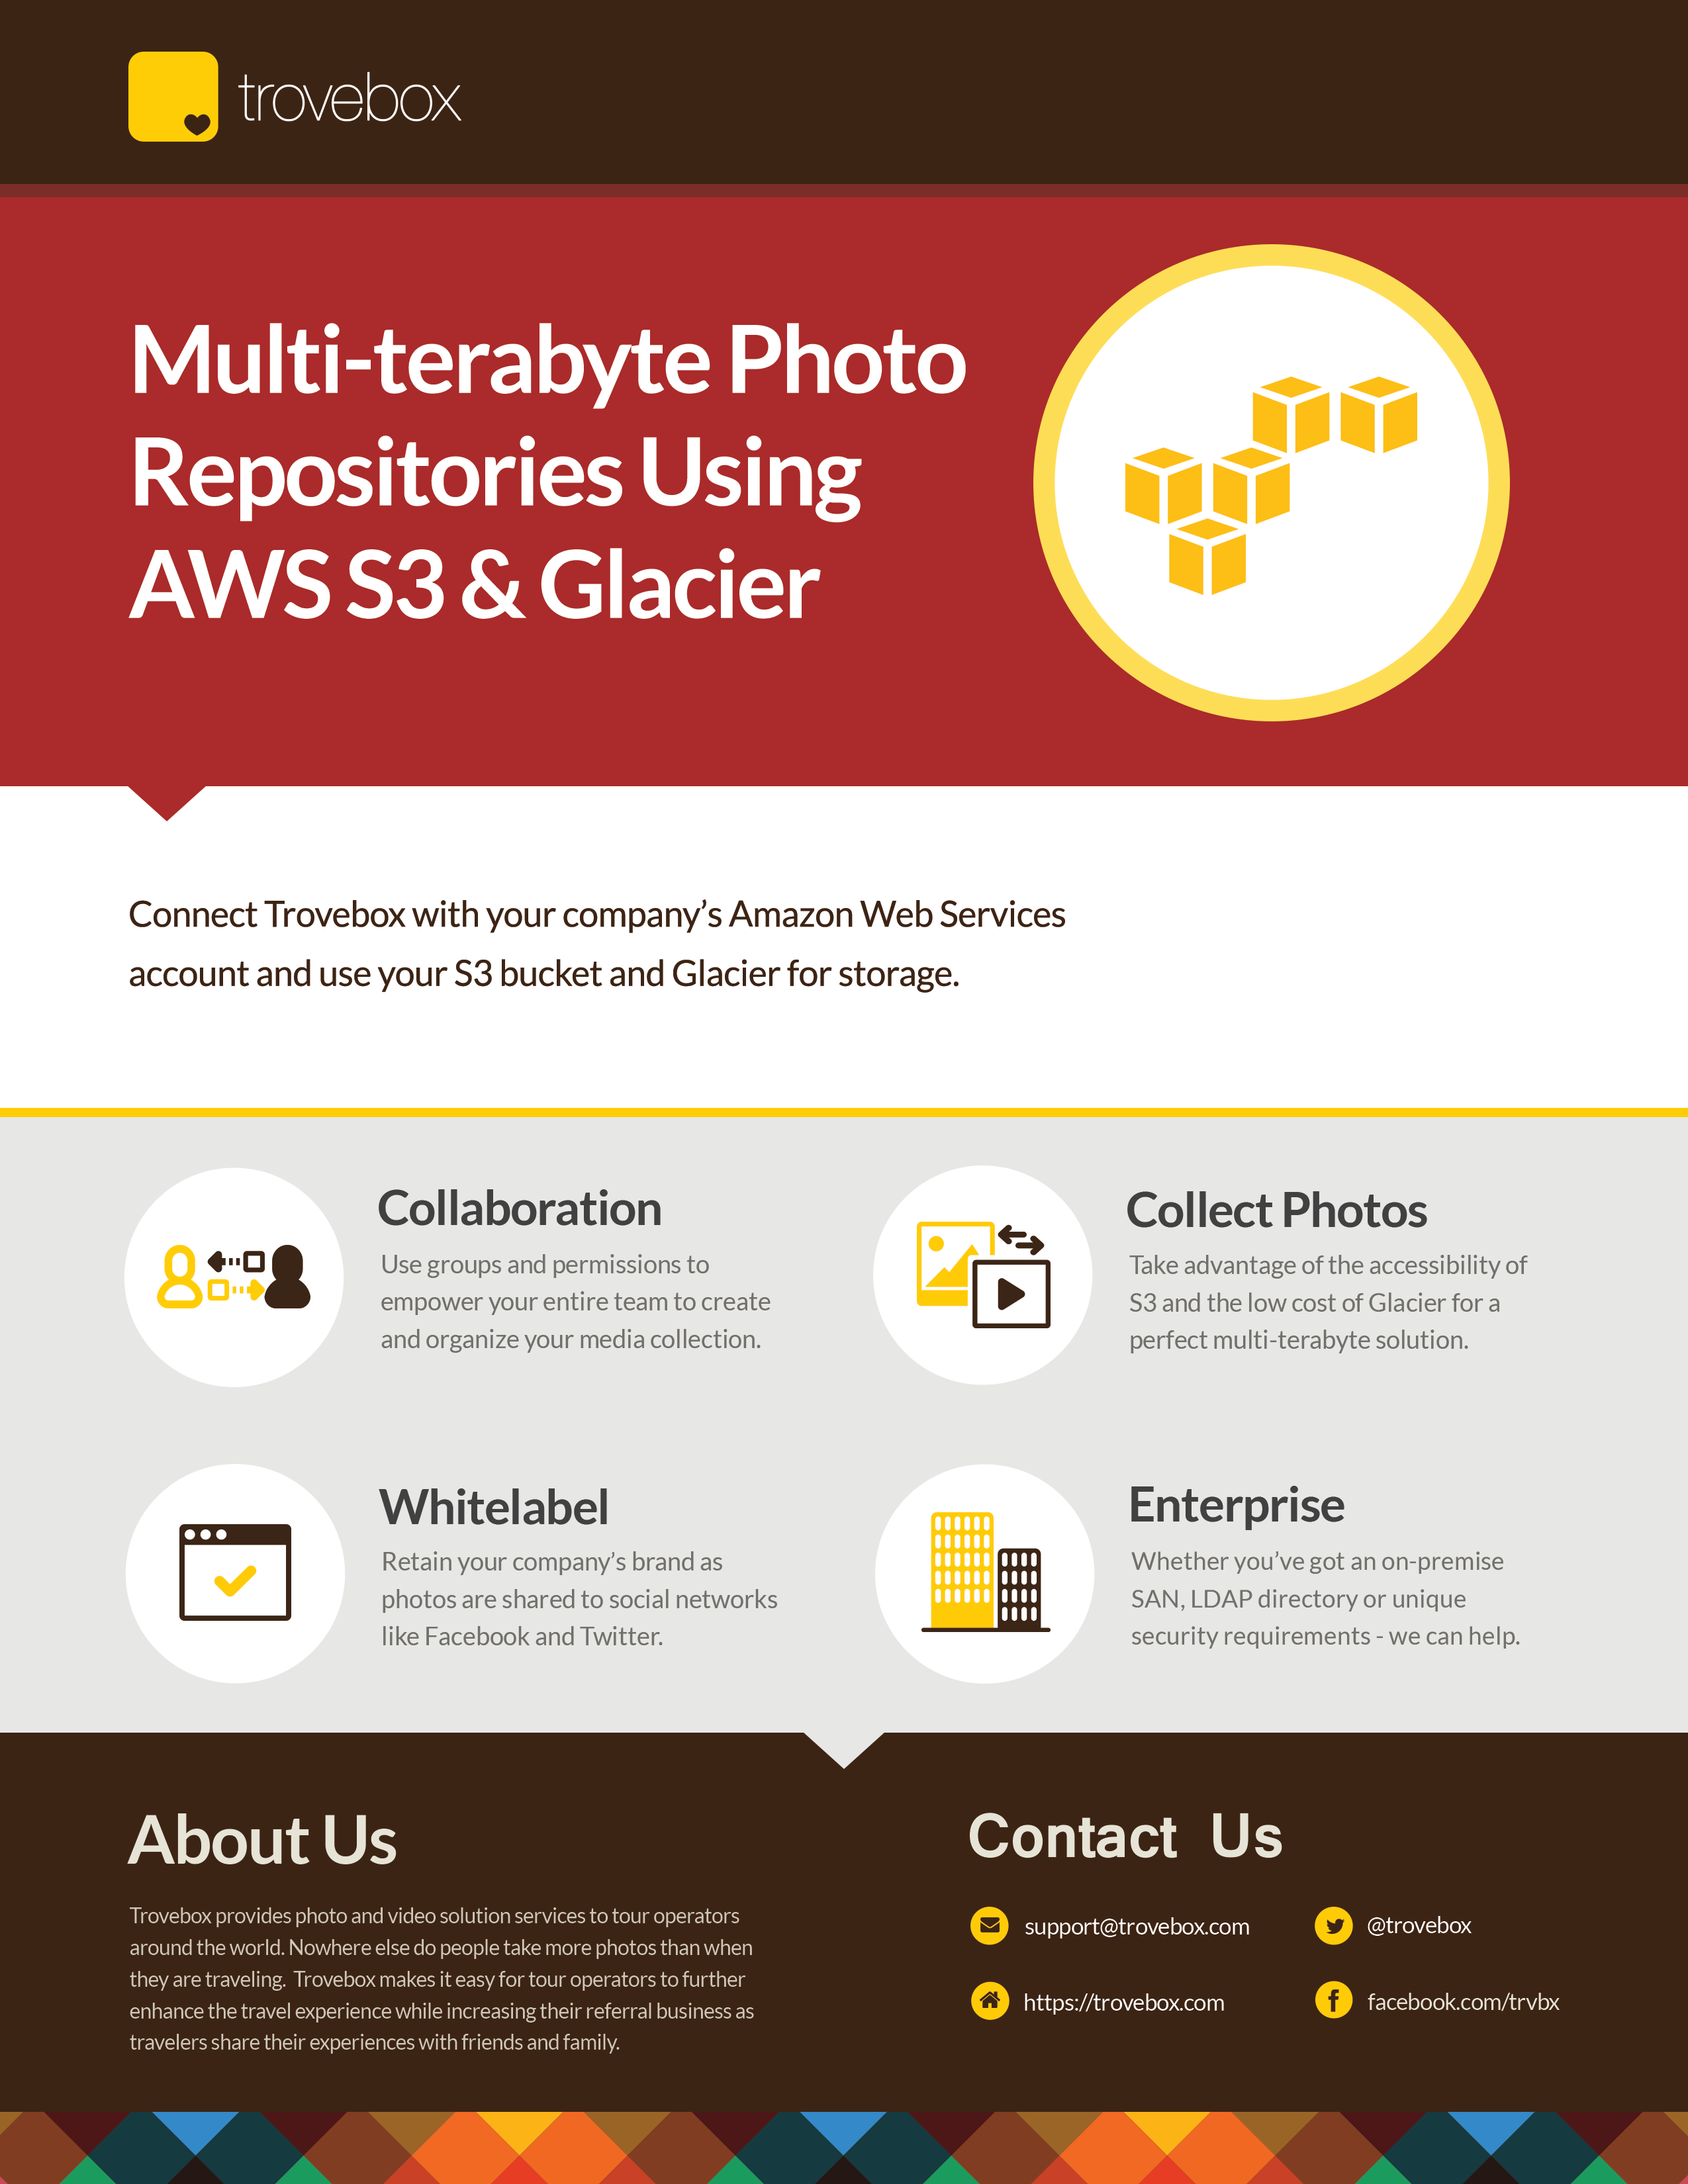 trovebox
Multi-terabyte Photo
Repositories Using
AWS S3 & Glacier
Connect Trovebox with your company’s Amazon Web Services
account and use your S3 bucket and Glacier for storage.
Collaboration
Use groups and permissions to
empower your entire team to create
and organize your media collection.
Collect Photos
Take advantage of the accessibility of
S3 and the low cost of Glacier for a
perfect multi-terabyte solution.
Whitelabel
Retain your company’s brand as
photos are shared to social networks
like Facebook and Twitter.
Enterprise
Whether you’ve got an on-premise
SAN, LDAP directory or unique
security requirements - we can help.
About Us
Trovebox provides photo and video solution services to tour operators
around the world. Nowhere else do people take more photos than when
they are traveling.  Trovebox makes it easy for tour operators to further
enhance the travel experience while increasing their referral business as
travelers share their experiences with friends and family.
Contact Us
support@trovebox.com
@trovebox
https://trovebox.com
facebook.com/trvbx